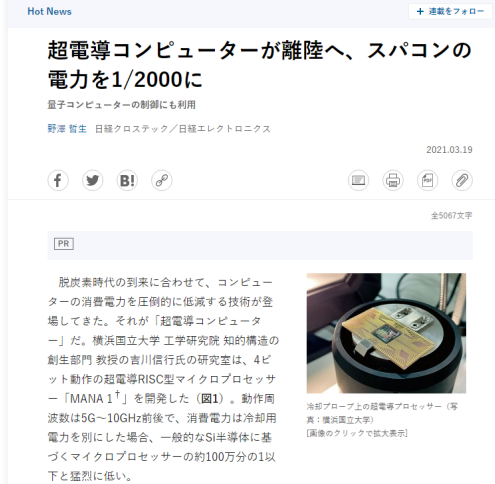 Hot News
+ 連載をフォロー
超電導コンピューターが離陸へ、スパコンの
電力を1/2000に
量子コンピューターの制御にも利用
野澤 哲生 日経クロステック／日経エレクトロニクス
2021.03.19
B!
PDF
全5067文字
PR
脱炭素時代の到来に合わせて、コンピュー
ターの消費電力を圧倒的に低減する技術が登
場してきた。それが「超電導コンピュータ
ー」だ。横浜国立大学 工学研究院 知的構造の
創生部門 教授の吉川信行氏の研究室は、4ビ
ット動作の超電導RISC型マイクロプロセッサ
ー「MANA 1†」を開発した（図1）。動作周
波数は5G～10GHz前後で、消費電力は冷却用
電力を別にした場合、一般的なSi半導体に基
づくマイクロプロセッサーの約100万分の1以
下と猛烈に低い。
冷却プローブ上の超電導プロセッサー（写
真：横浜国立大学）
[画像のクリックで拡大表示]